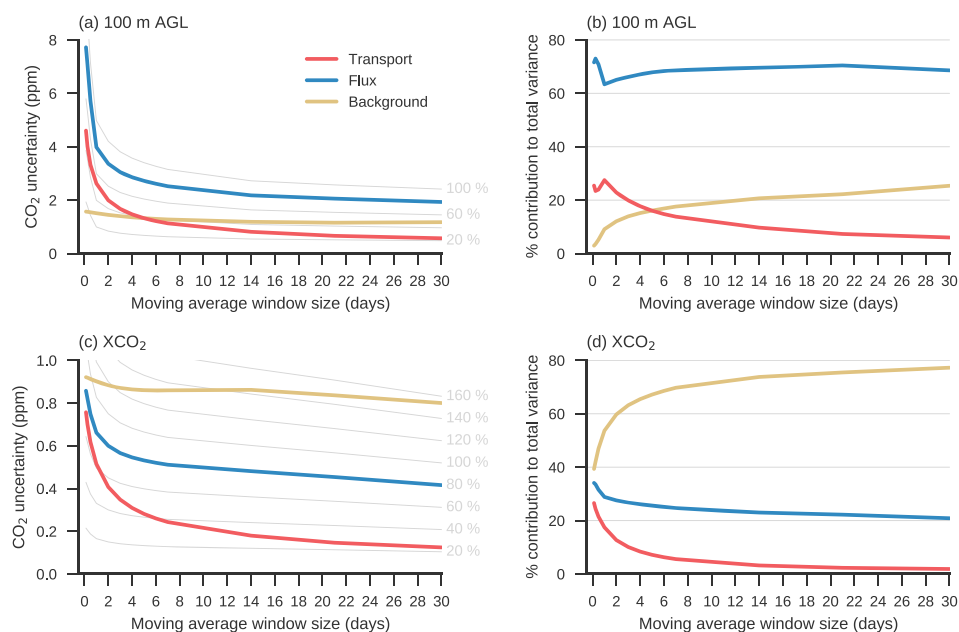 (a) 100 m AGL
CO2 uncertainty (ppm)
8
6
4
2
0
Transport
Flux
Background
100 %
60 %
20 %
0 2 4 6 8 10 12 14 16 18 20 22 24 26 28 30
Moving average window size (days)
(b) 100 m AGL
% contribution to total variance
80
60
40
20
0
0 2 4 6 8 10 12 14 16 18 20 22 24 26 28 30
Moving average window size (days)
(c) XCO2
CO2 uncertainty (ppm)
1.0
0.8
0.6
0.4
0.2
0.0
160 %
140 %
120 %
100 %
80 %
60 %
40 %
20 %
0 2 4 6 8 10 12 14 16 18 20 22 24 26 28 30
Moving average window size (days)
(d) XCO2
% contribution to total variance
80
60
40
20
0
0 2 4 6 8 10 12 14 16 18 20 22 24 26 28 30
Moving average window size (days)